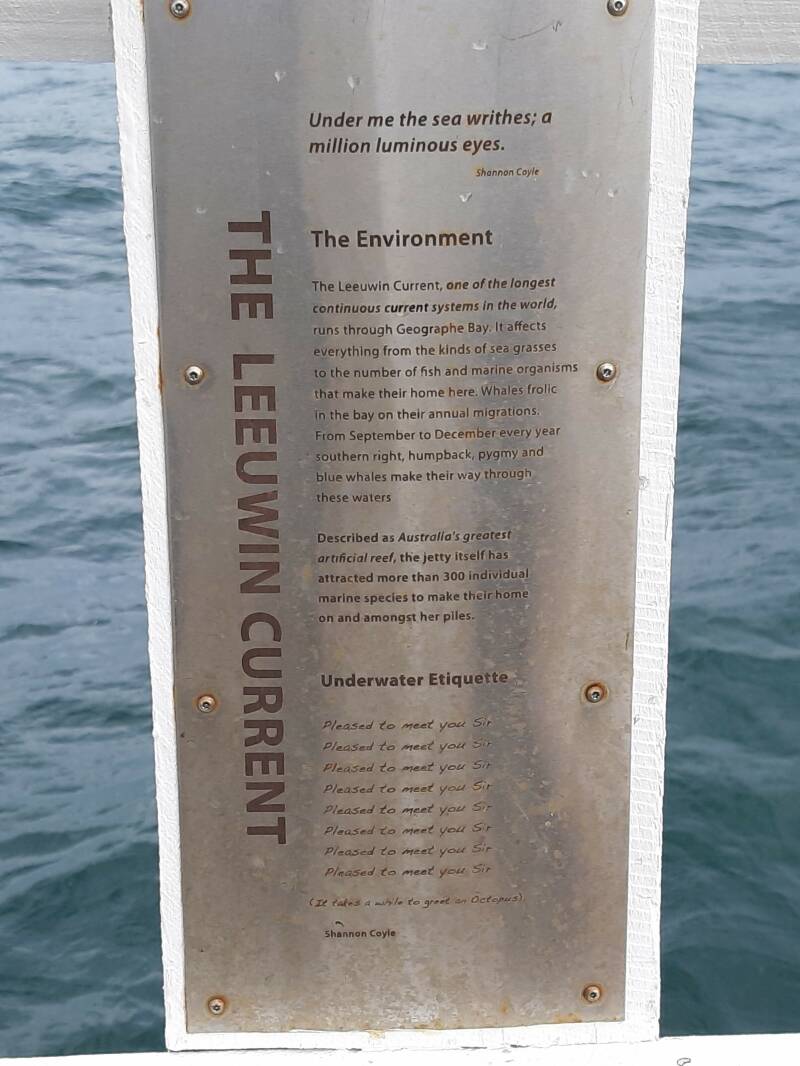 Under me the sea writhes; a
million luminous eyes.
Shannon Coyle
THE LEEUWIN CURRENT
The Environment
The Leeuwin Current, one of the longest
continuous current systems in the world,
runs through Geographe Bay. It affects
everything from the kinds of sea grasses
to the number of fish and marine organisms
that make their home here. Whales frolic
in the bay on their annual migrations.
From September to December every year
southern right, humpback, pygmy and
blue whales make their way through
these waters
Described as Australia's greatest
artificial reef, the jetty itself has
attracted more than 300 individual
marine species to make their home
on and amongst her piles.
Underwater Etiquette
Pleased to meet you Sir
Pleased to meet you Sir
Pleased to meet you Sir
Pleased to meet you Sir
Pleased to meet you Sir
Pleased to meet you Sir
Pleased to meet you Sir
Pleased to meet you Sir
(It takes a while to greet an Octopus)
Shannon Coyle